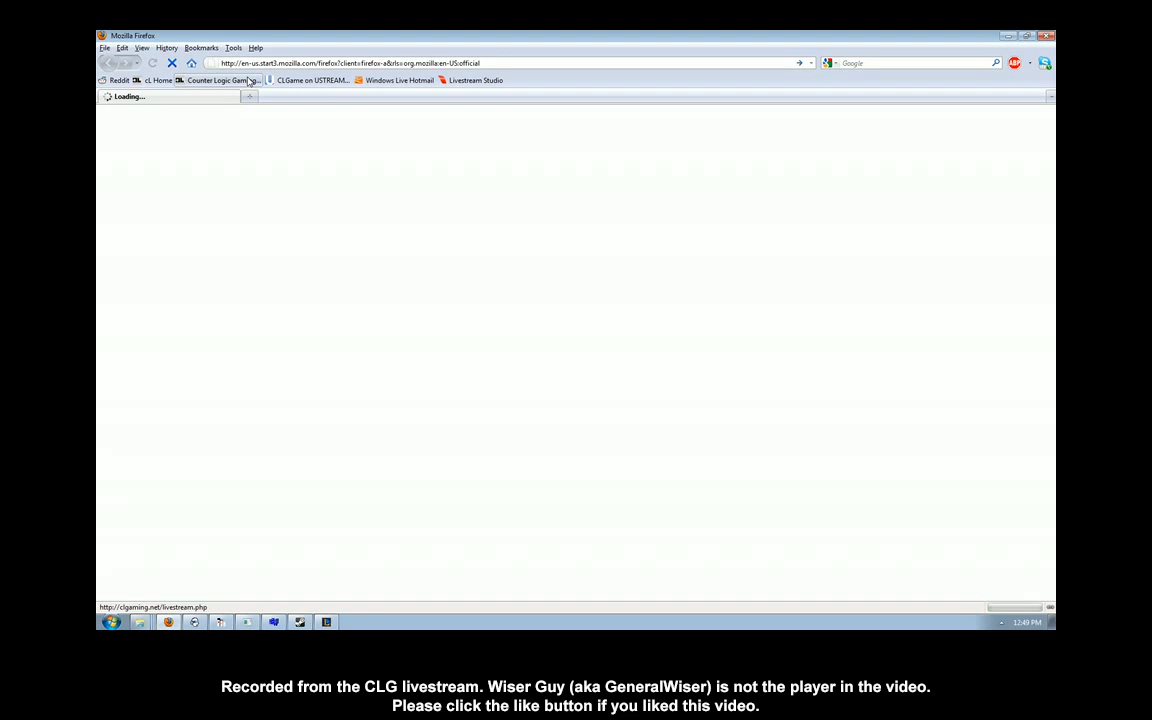 Mozilla Firefox
File Edit View History Bookmarks Tools Help
http://en-us.start3.mozilla.com/firefox?client=firefox-a&rls=org.mozilla:en-US:official Google ABP
Reddit cL Home Counter Logic Gaming... CLGame on USTREAM... Windows Live Hotmail Livestream Studio
Loading...
http://clgaming.net/livestream.php
12:49 PM
Recorded from the CLG livestream. Wiser Guy (aka GeneralWiser) is not the player in the video.
Please click the like button if you liked this video.